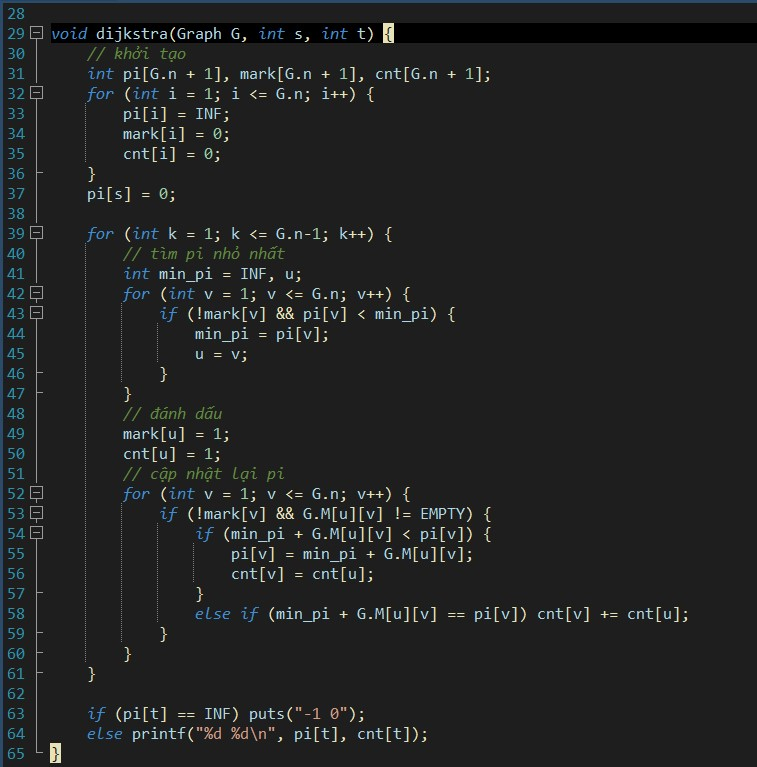 28
29 void dijkstra(Graph G, int s, int t) {
30 // khởi tạo
31 int pi[G.n + 1], mark[G.n + 1], cnt[G.n + 1];
32 for (int i = 1; i <= G.n; i++) {
33 pi[i] = INF;
34 mark[i] = 0;
35 cnt[i] = 0;
36 }
37 pi[s] = 0;
38
39 for (int k = 1; k <= G.n-1; k++) {
40 // tìm pi nhỏ nhất
41 int min_pi = INF, u;
42 for (int v = 1; v <= G.n; v++) {
43 if (!mark[v] && pi[v] < min_pi) {
44 min_pi = pi[v];
45 u = v;
46 }
47 }
48 // đánh dấu
49 mark[u] = 1;
50 cnt[u] = 1;
51 // cập nhật lại pi
52 for (int v = 1; v <= G.n; v++) {
53 if (!mark[v] && G.M[u][v] != EMPTY) {
54 if (min_pi + G.M[u][v] < pi[v]) {
55 pi[v] = min_pi + G.M[u][v];
56 cnt[v] = cnt[u];
57 }
58 else if (min_pi + G.M[u][v] == pi[v]) cnt[v] += cnt[u];
59 }
60 }
61 }
62
63 if (pi[t] == INF) puts("-1 0");
64 else printf("%d %d\n", pi[t], cnt[t]);
65 }